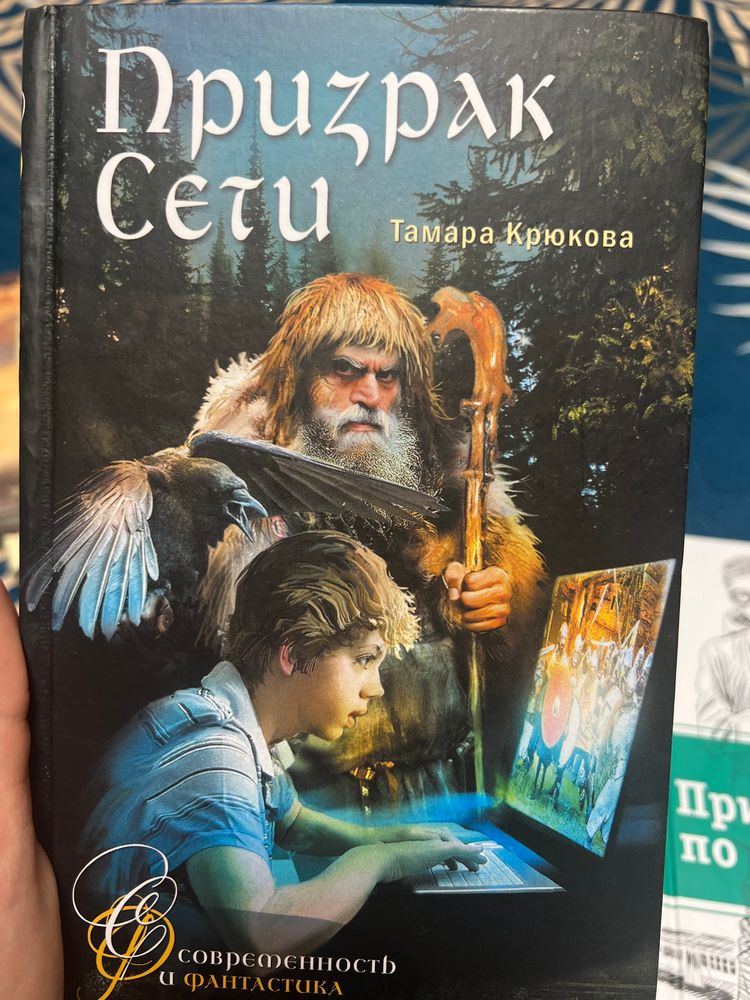 Призрак
Сети
Тамара Крюкова
современность
и фантастика
При
по